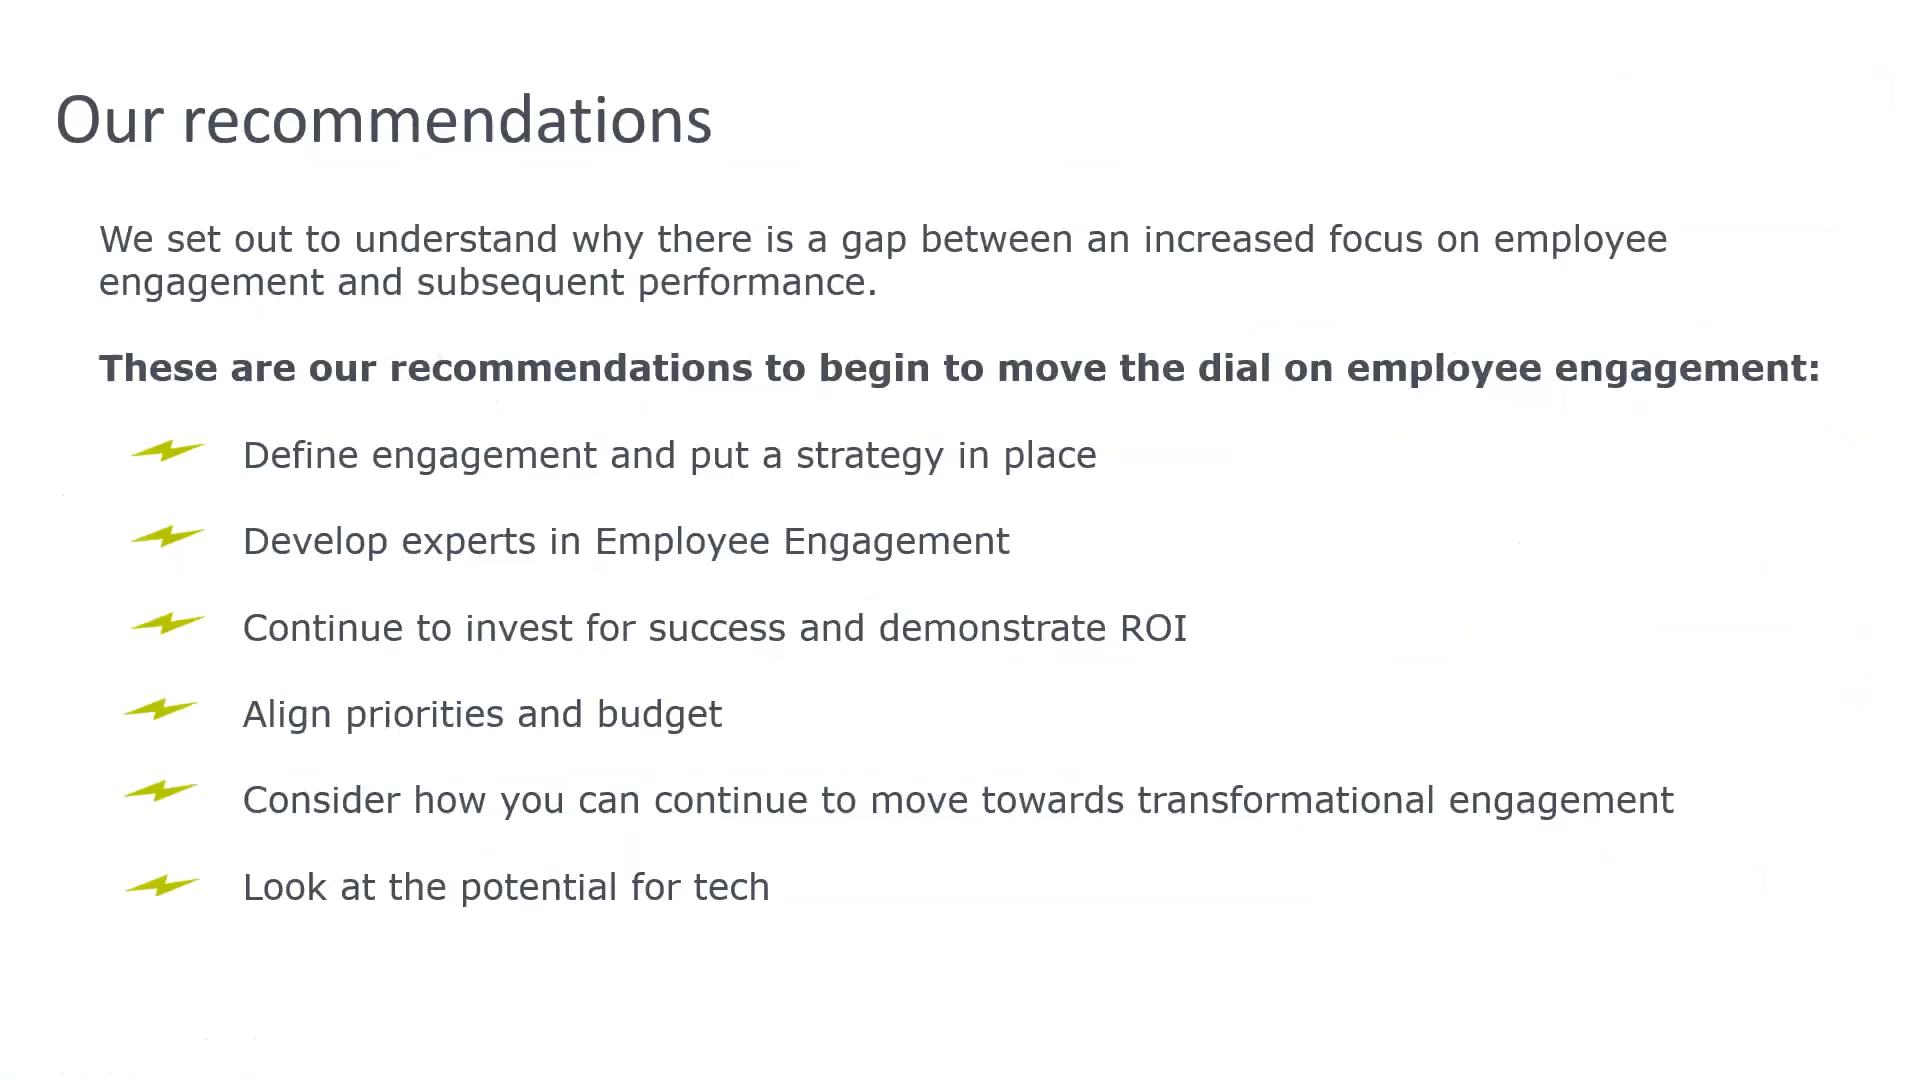 Our recommendations
We set out to understand why there is a gap between an increased focus on employee
engagement and subsequent performance.
These are our recommendations to begin to move the dial on employee engagement:
Define engagement and put a strategy in place
Develop experts in Employee Engagement
Continue to invest for success and demonstrate ROI
Align priorities and budget
Consider how you can continue to move towards transformational engagement
Look at the potential for tech